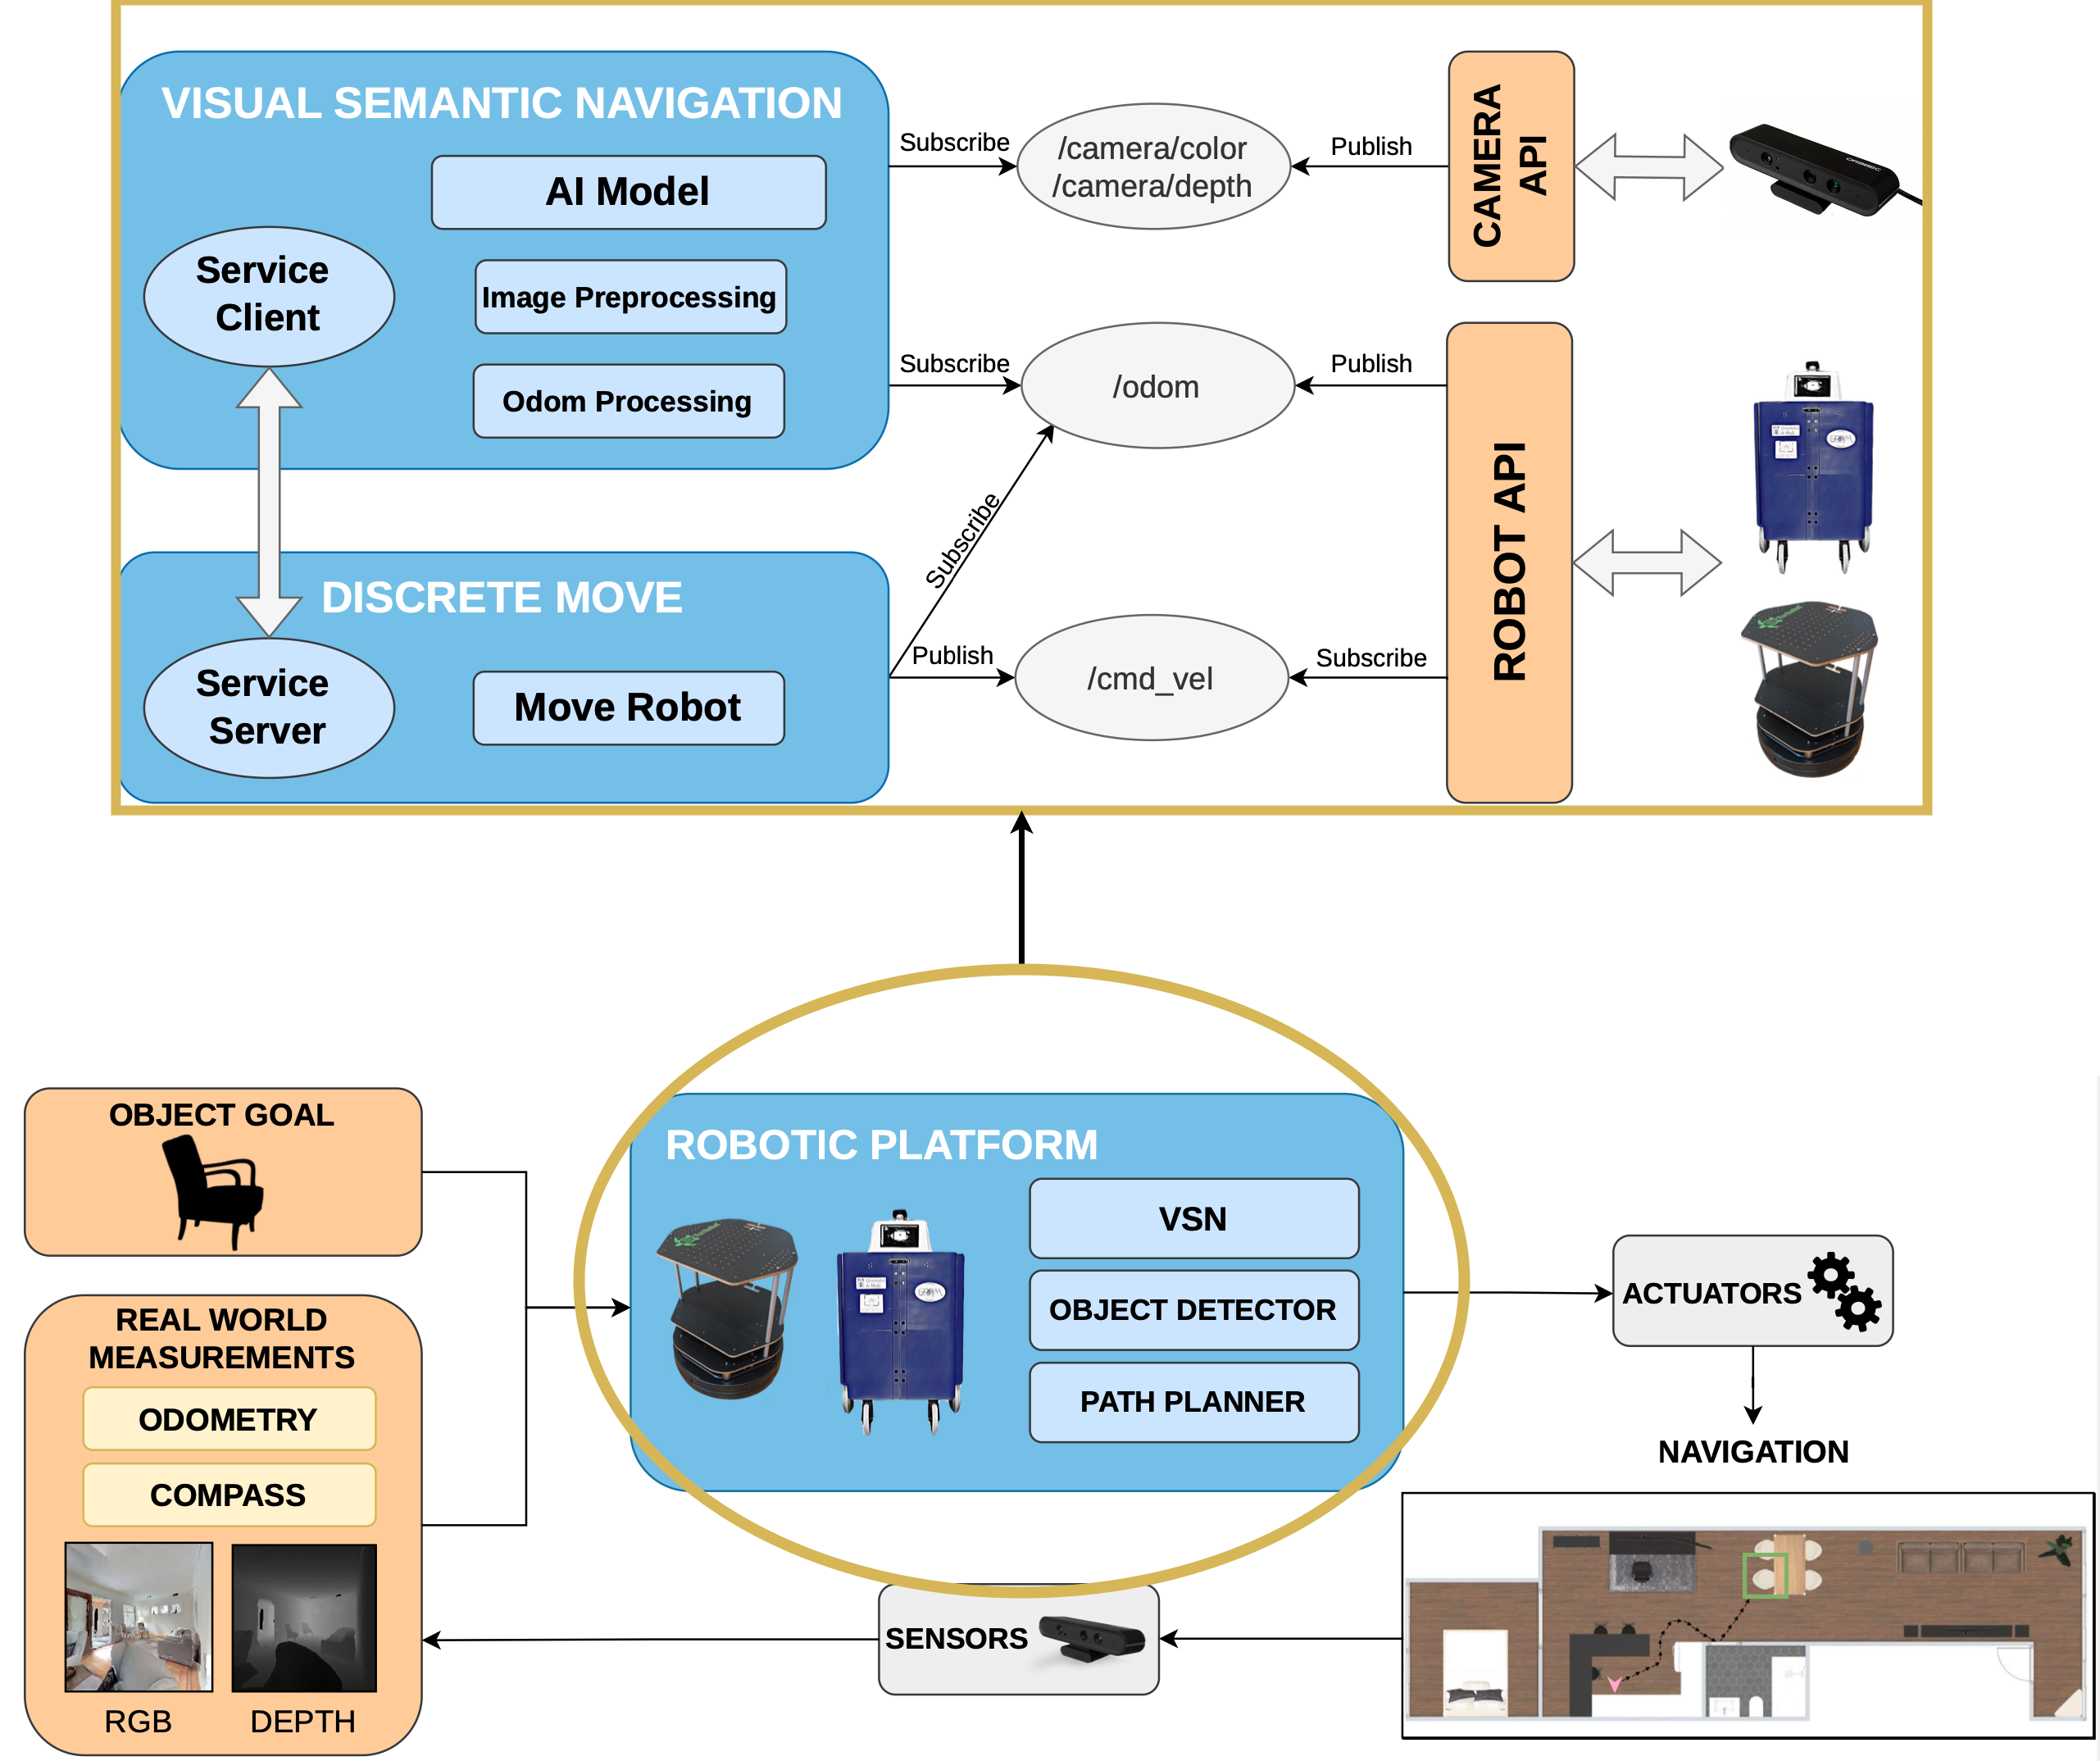 VISUAL SEMANTIC NAVIGATION
AI Model
Service
Client
Image Preprocessing
Odom Processing
DISCRETE MOVE
Service
Server
Move Robot
Subscribe
/camera/color
/camera/depth
Publish
CAMERA
API
Subscribe
/odom
Publish
Subscribe
Publish
/cmd_vel
Subscribe
ROBOT API
OBJECT GOAL
REAL WORLD
MEASUREMENTS
ODOMETRY
COMPASS
RGB
DEPTH
ROBOTIC PLATFORM
VSN
OBJECT DETECTOR
PATH PLANNER
ACTUATORS
NAVIGATION
SENSORS